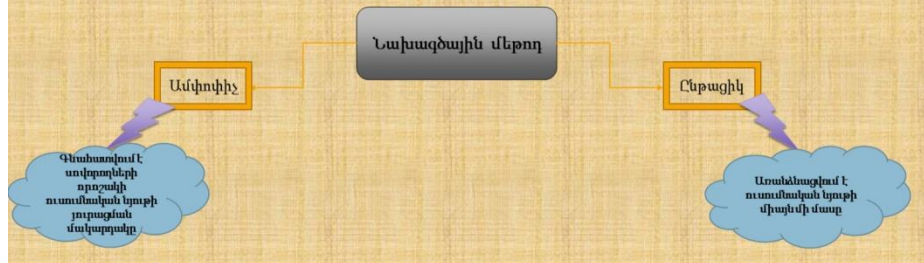 Նախագծային մեթոդ
Ամփոփիչ
Ընթացիկ
Գնահատվում է
սովորողների
որոշակի
ուսումնական նյութի
յուրացման
մակարդակը
Առանձնացվում է
ուսումնական նյութի
միայն մի մասը